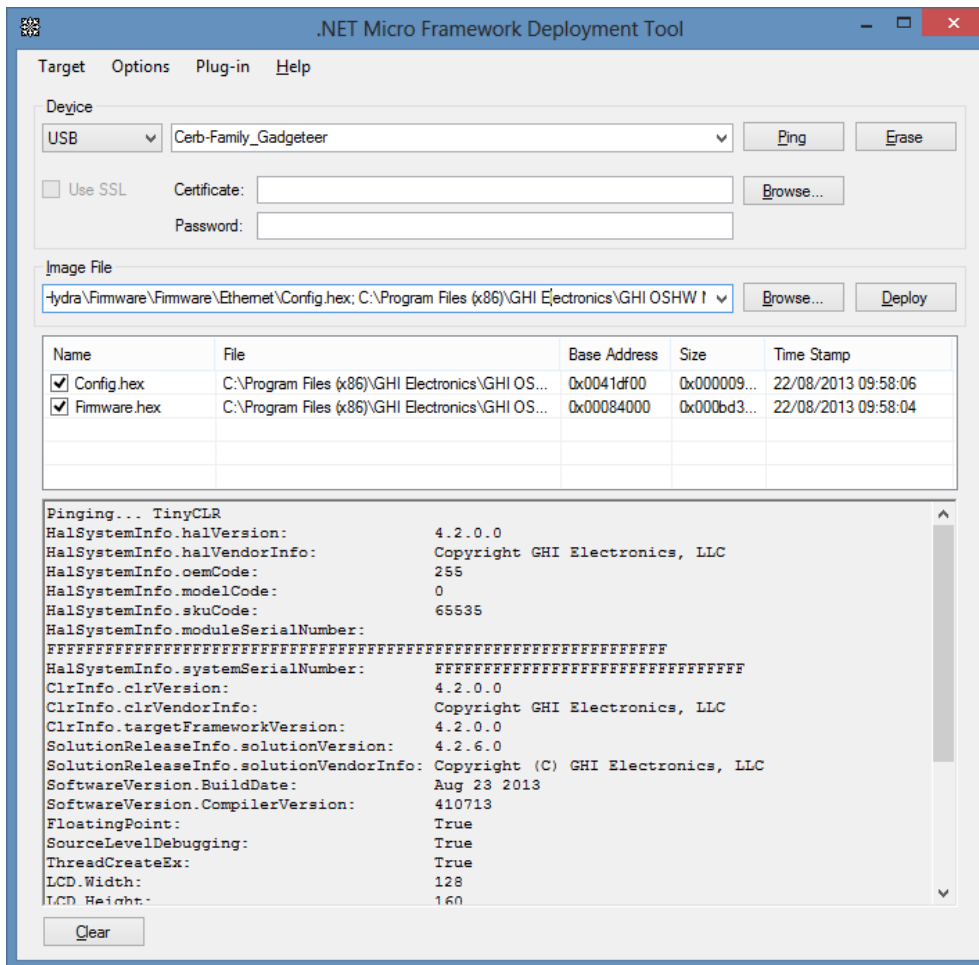 .NET Micro Framework Deployment Tool
Target Options Plug-in Help
Device
USB Cerb-Family_Gadgeteer Ping Erase
Use SSL Certificate: Browse...
Password:
Image File
Hydra\Firmware\Firmware\Ethernet\Config.hex; C:\Program Files (x86)\GHI Electronics\GHI OSHW Browse... Deploy
Name File Base Address Size Time Stamp
Config.hex C:\Program Files (x86)\GHI Electronics\GHI OS... 0x0041df00 0x000009... 22/08/2013 09:58:06
Firmware.hex C:\Program Files (x86)\GHI Electronics\GHI OS... 0x00084000 0x000bd3... 22/08/2013 09:58:04
Pinging... TinyCLR
HalSystemInfo.halVersion: 4.2.0.0
HalSystemInfo.halVendorInfo: Copyright GHI Electronics, LLC
HalSystemInfo.oemCode: 255
HalSystemInfo.modelCode: 0
HalSystemInfo.skuCode: 65535
HalSystemInfo.moduleSerialNumber:
FFFFFFFFFFFFFFFFFFFFFFFFFFFFFFFFFFFFFFFFFFFFFFFFFFFFFFFFFFFFFFFF
HalSystemInfo.systemSerialNumber: FFFFFFFFFFFFFFFFFFFFFFFFFFFFFFFF
ClrInfo.clrVersion: 4.2.0.0
ClrInfo.clrVendorInfo: Copyright GHI Electronics, LLC
ClrInfo.targetFrameworkVersion: 4.2.0.0
SolutionReleaseInfo.solutionVersion: 4.2.6.0
SolutionReleaseInfo.solutionVendorInfo: Copyright (C) GHI Electronics, LLC
SoftwareVersion.BuildDate: Aug 23 2013
SoftwareVersion.CompilerVersion: 410713
FloatingPoint: True
SourceLevelDebugging: True
ThreadCreateEx: True
LCD.Width: 128
LCD.Height: 160
Clear